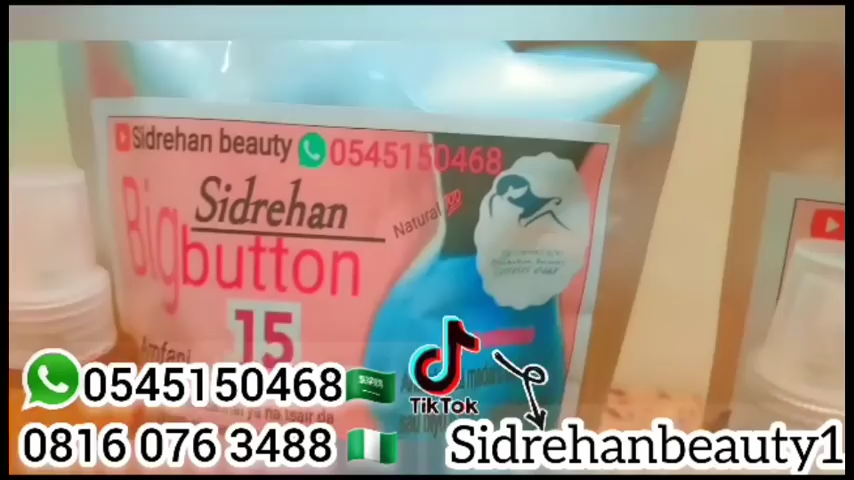 Sidrehan beauty 0545150468
Sidrehan
Natural 💯
Big
button
15
Amfani
0545150468
TikTok
0816 076 3488
Sidrehanbeauty1